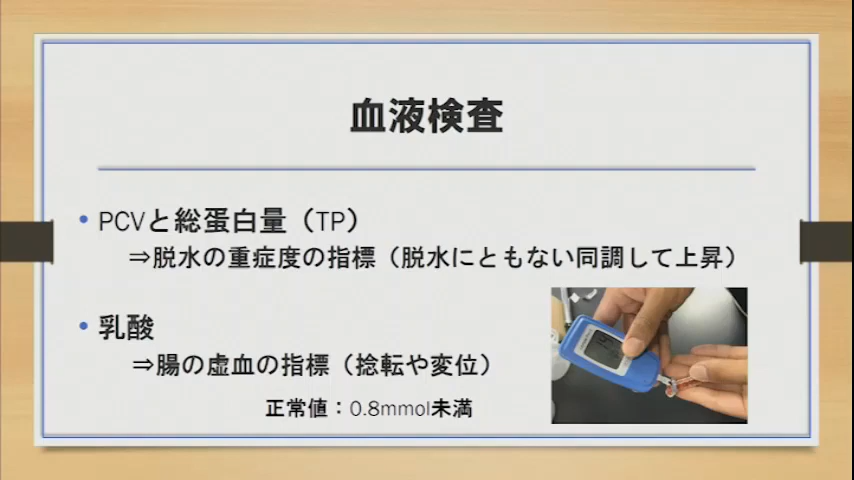 血液検査
• PCVと総蛋白量（TP）
⇒脱水の重症度の指標（脱水にともない同調して上昇）
• 乳酸
⇒腸の虚血の指標（捻転や変位）
正常値：0.8mmol未満